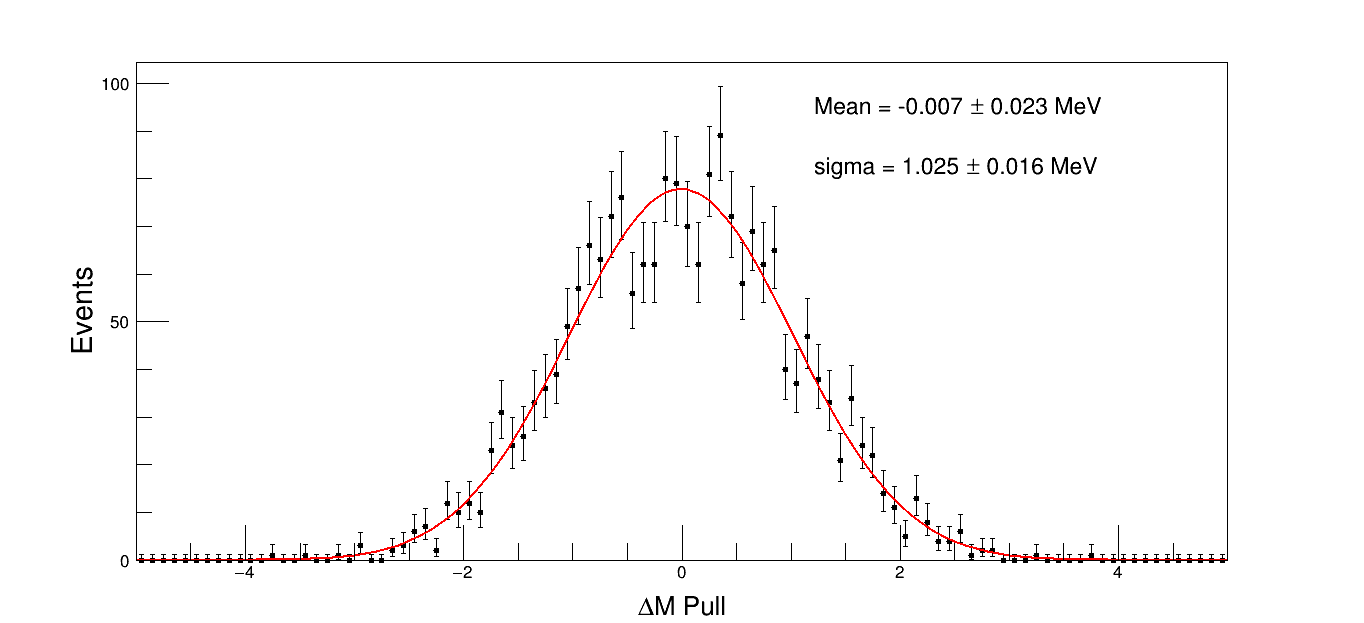 100
Mean = -0.007 ± 0.023 MeV
sigma = 1.025 ± 0.016 MeV
50
Events
0
−4 −2 0 2 4
ΔM Pull